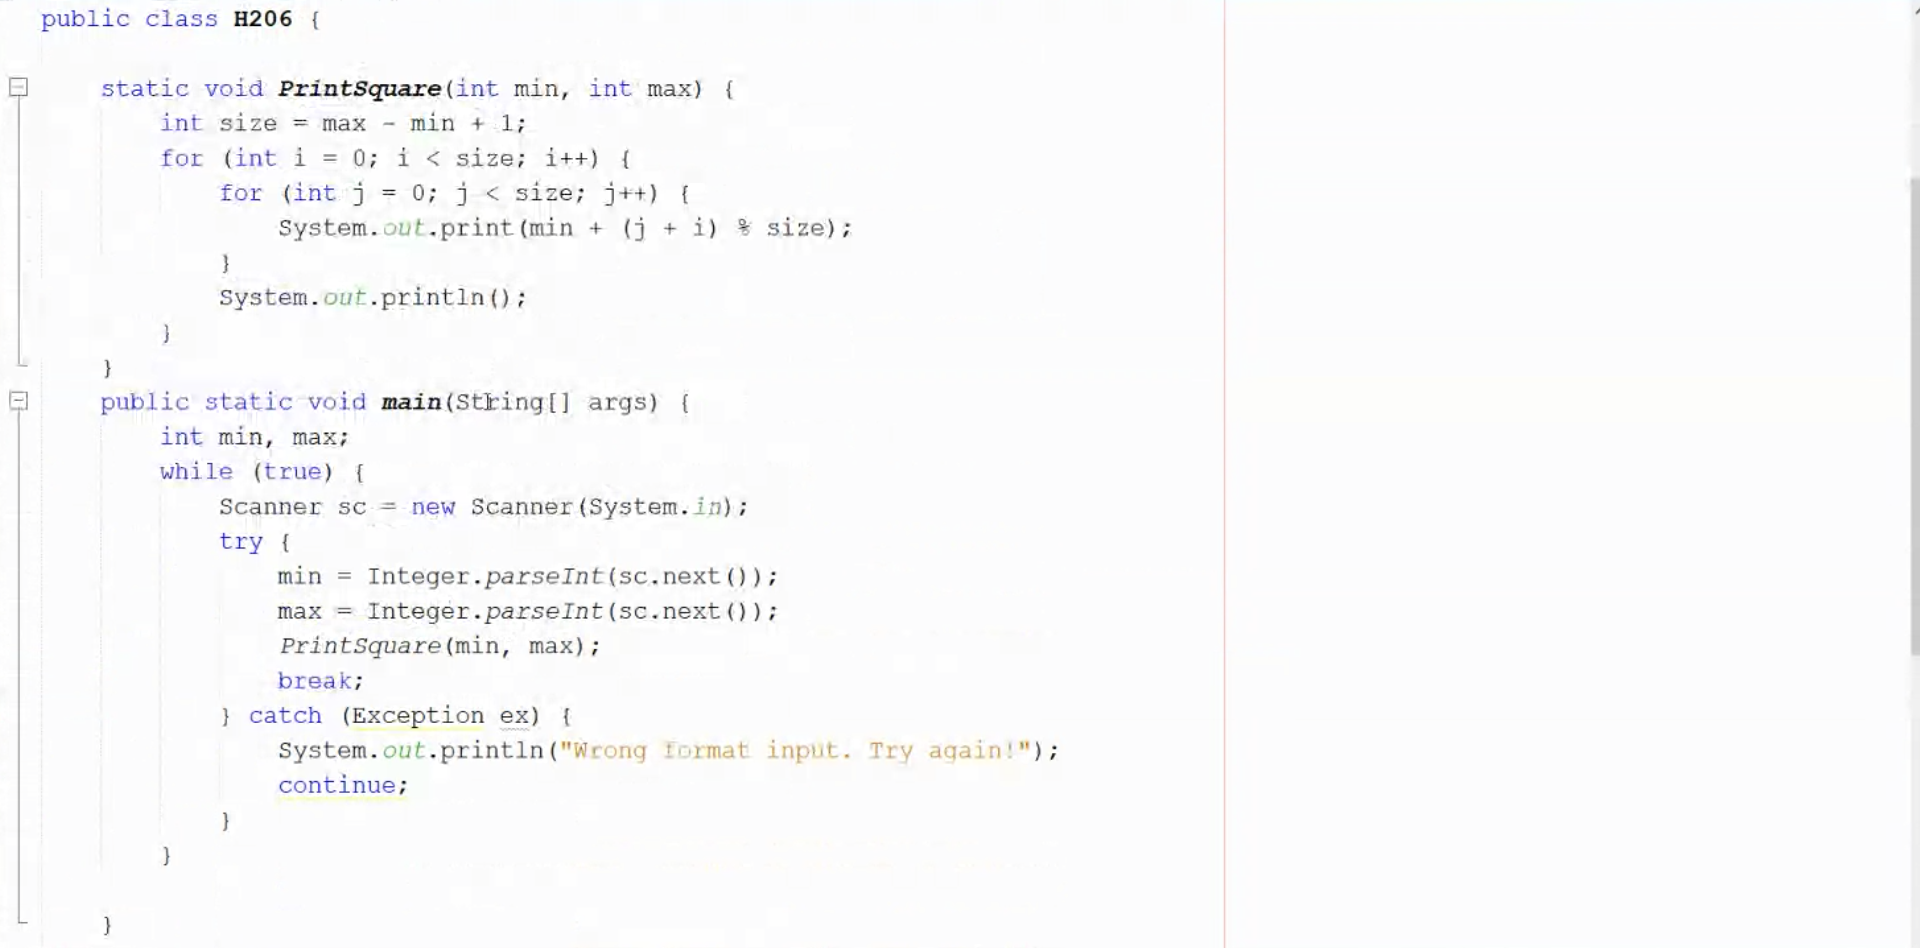 public class H206 {
static void PrintSquare(int min, int max) {
int size = max - min + 1;
for (int i = 0; i < size; i++) {
for (int j = 0; j < size; j++) {
System.out.print(min + (j + i) % size);
}
System.out.println();
}
}
public static void main(String[] args) {
int min, max;
while (true) {
Scanner sc = new Scanner(System.in);
try {
min = Integer.parseInt(sc.next());
max = Integer.parseInt(sc.next());
PrintSquare(min, max);
break;
} catch (Exception ex) {
System.out.println("Wrong format input. Try again!");
continue;
}
}
}